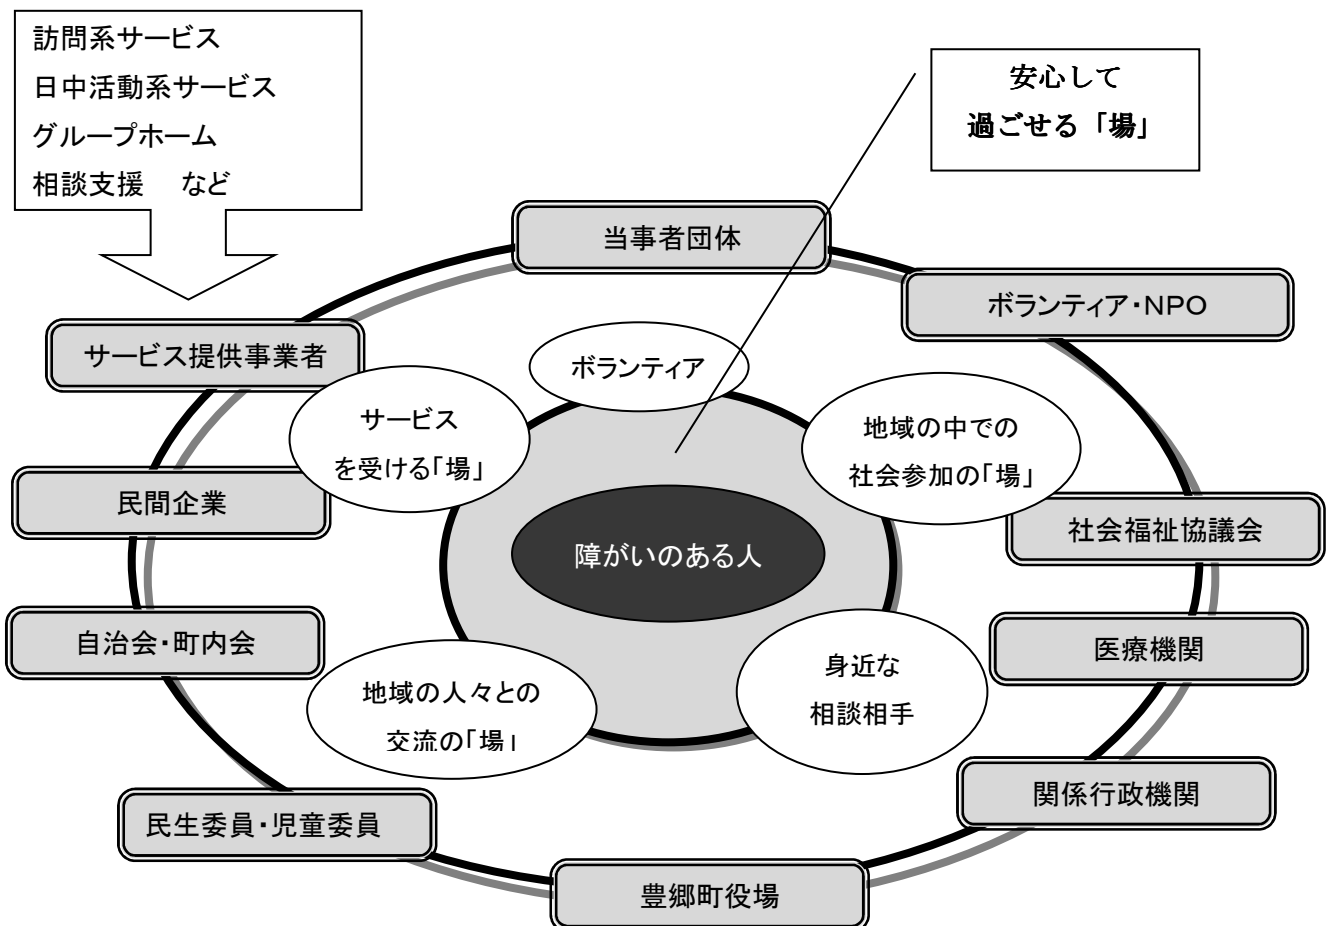 訪問系サービス
日中活動系サービス
グループホーム
相談支援　など
安心して
過ごせる「場」
当事者団体
ボランティア・NPO
サービス提供事業者
ボランティア
サービス
を受ける「場」
地域の中での
社会参加の「場」
民間企業
社会福祉協議会
障がいのある人
自治会・町内会
医療機関
身近な
相談相手
地域の人々との
交流の「場」
関係行政機関
民生委員・児童委員
豊郷町役場